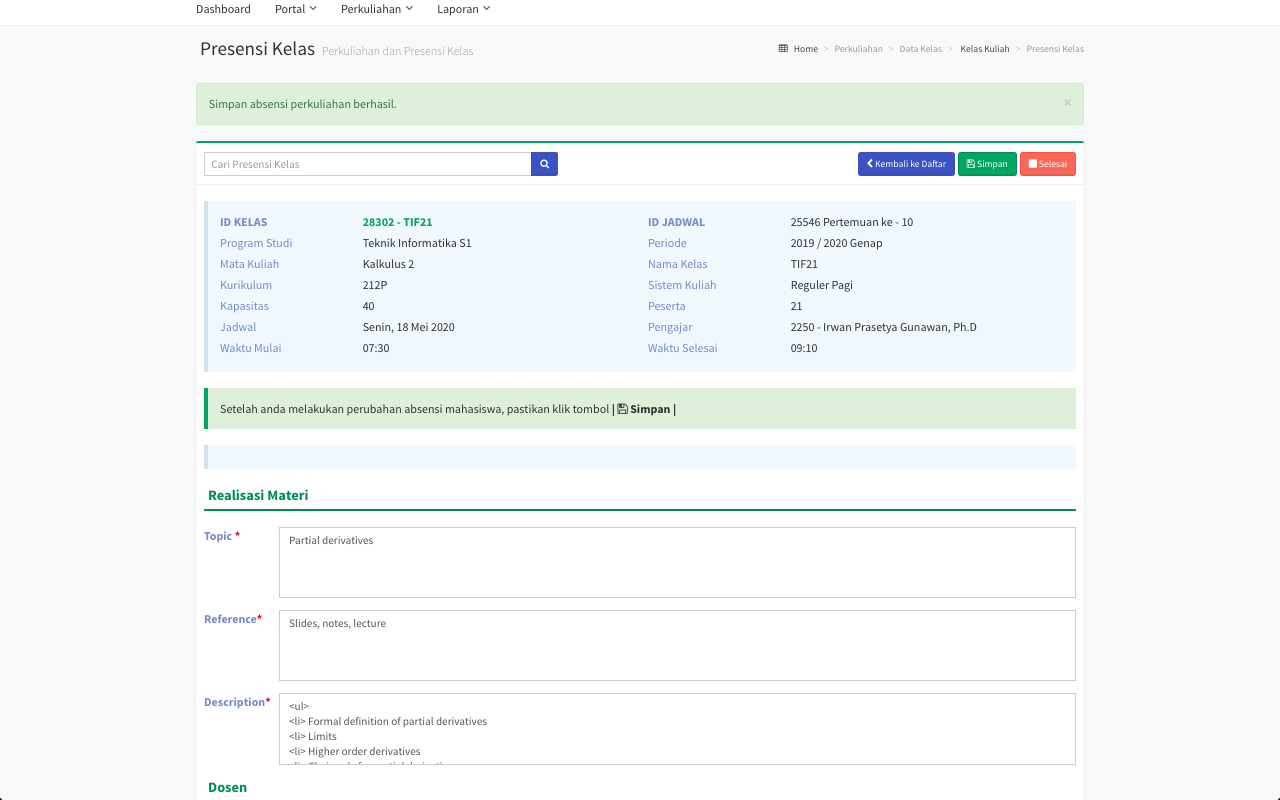 Dashboard Portal Perkuliahan Laporan
Presensi Kelas Perkuliahan dan Presensi Kelas
Home > Perkuliahan > Data Kelas > Kelas Kuliah > Presensi Kelas
Simpan absensi perkuliahan berhasil. ×
Cari Presensi Kelas
Kembali ke Daftar Simpan Selesai
ID KELAS 28302 - TIF21 ID JADWAL 25546 Pertemuan ke - 10
Program Studi Teknik Informatika S1 Periode 2019 / 2020 Genap
Mata Kuliah Kalkulus 2 Nama Kelas TIF21
Kurikulum 212P Sistem Kuliah Reguler Pagi
Kapasitas 40 Peserta 21
Jadwal Senin, 18 Mei 2020 Pengajar 2250 - Irwan Prasetya Gunawan, Ph.D
Waktu Mulai 07:30 Waktu Selesai 09:10
Setelah anda melakukan perubahan absensi mahasiswa, pastikan klik tombol | Simpan |
Realisasi Materi
Topic * Partial derivatives
Reference* Slides, notes, lecture
Description* <ul>
<li> Formal definition of partial derivatives
<li> Limits
<li> Higher order derivatives
Dosen